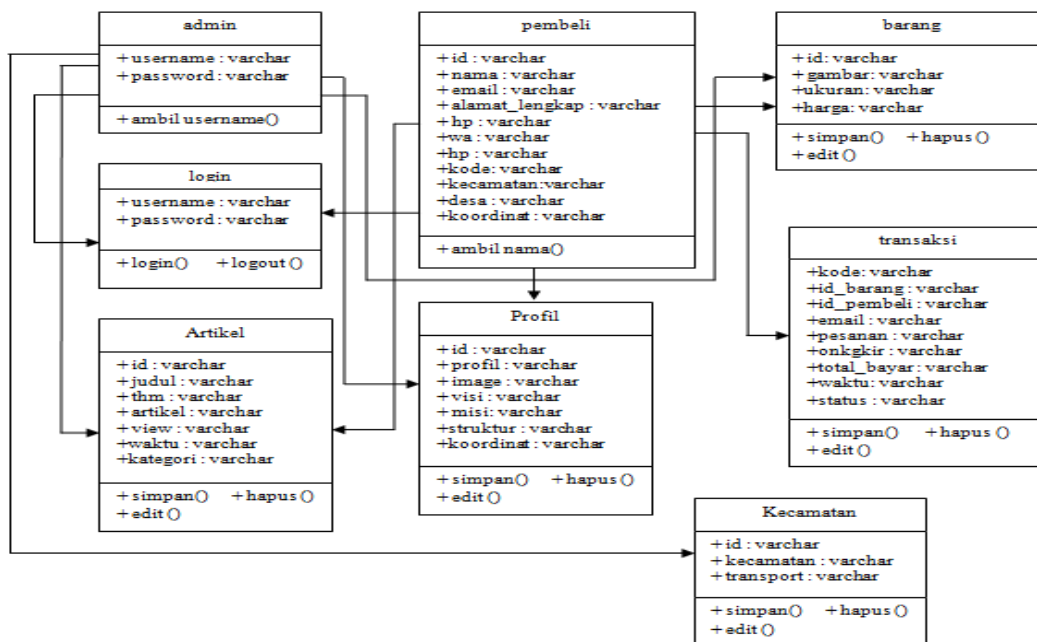 admin
+username : varchar
+password : varchar
+ambil username()
pembeli
+id : varchar
+nama : varchar
+email : varchar
+alamat_lengkap : varchar
+hp : varchar
+wa : varchar
+hp : varchar
+kode: varchar
+kecamatan:varchar
+desa : varchar
+koordinat : varchar
+ambil nama()
barang
+id: varchar
+gambar: varchar
+ukuran: varchar
+harga: varchar
+simpan() +hapus()
+edit()
login
+username : varchar
+password : varchar
+login() +logout()
transaksi
+kode: varchar
+id_barang : varchar
+id_pembeli : varchar
+email : varchar
+pesanan : varchar
+onkgkir : varchar
+total_bayar : varchar
+waktu : varchar
+status : varchar
+simpan() +hapus()
+edit()
Artikel
+id : varchar
+judul : varchar
+thm : varchar
+artikel : varchar
+view : varchar
+waktu : varchar
+kategori : varchar
+simpan() +hapus()
+edit()
Profil
+id : varchar
+profil : varchar
+image : varchar
+visi : varchar
+misi: varchar
+struktur : varchar
+koordinat : varchar
+simpan() +hapus()
+edit()
Kecamatan
+id : varchar
+kecamatan : varchar
+transport : varchar
+simpan() +hapus()
+edit()